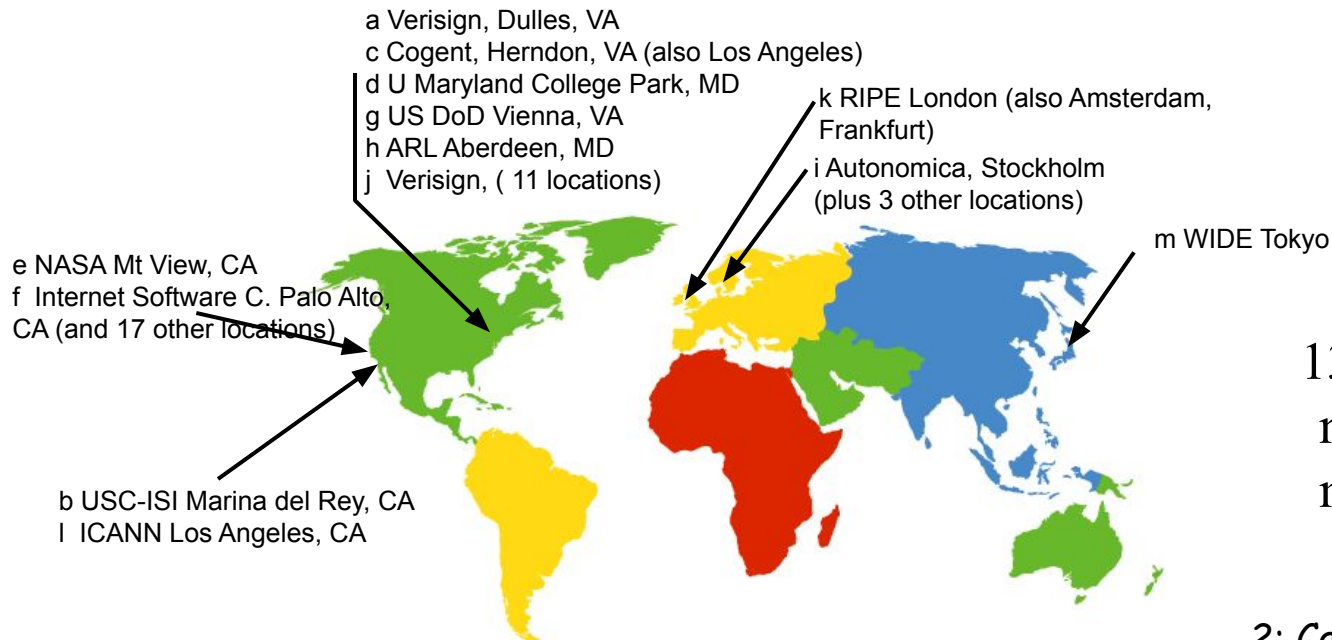 a Verisign, Dulles, VA
c Cogent, Herndon, VA (also Los Angeles)
d U Maryland College Park, MD
g US DoD Vienna, VA
h ARL Aberdeen, MD
j Verisign, ( 11 locations)
k RIPE London (also Amsterdam,
Frankfurt)
i Autonomica, Stockholm
(plus 3 other locations)
m WIDE Tokyo
e NASA Mt View, CA
f Internet Software C. Palo Alto,
CA (and 17 other locations)
b USC-ISI Marina del Rey, CA
l ICANN Los Angeles, CA
2: